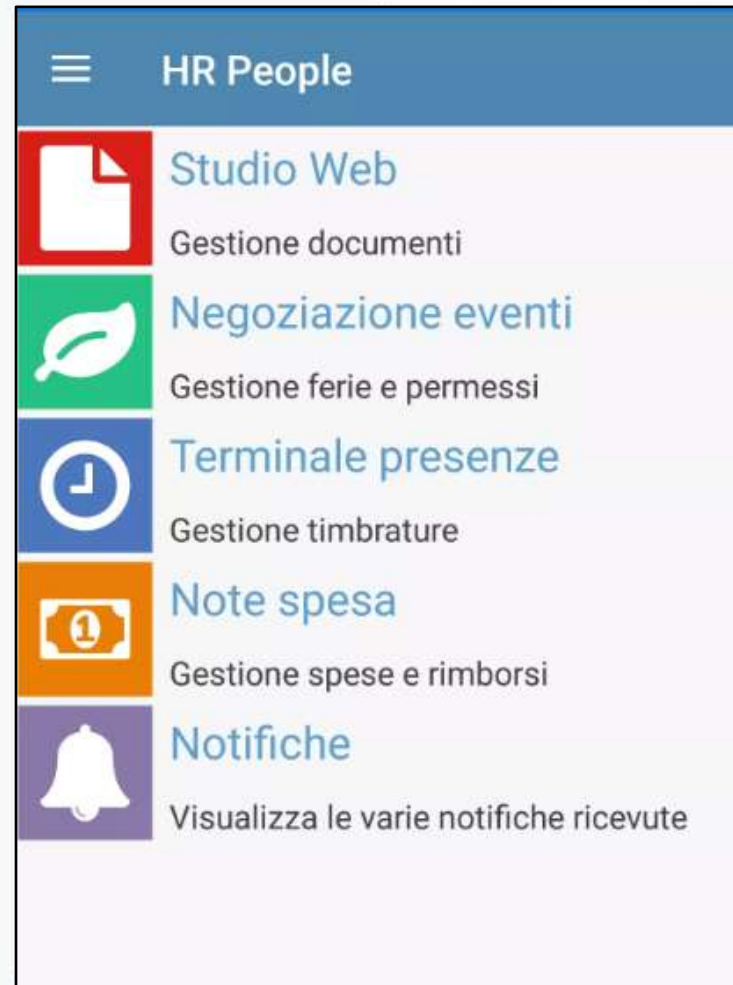 HR People
Studio Web
Gestione documenti
Negoziazione eventi
Gestione ferie e permessi
Terminale presenze
Gestione timbrature
Note spesa
1
Gestione spese e rimborsi
Notifiche
Visualizza le varie notifiche ricevute